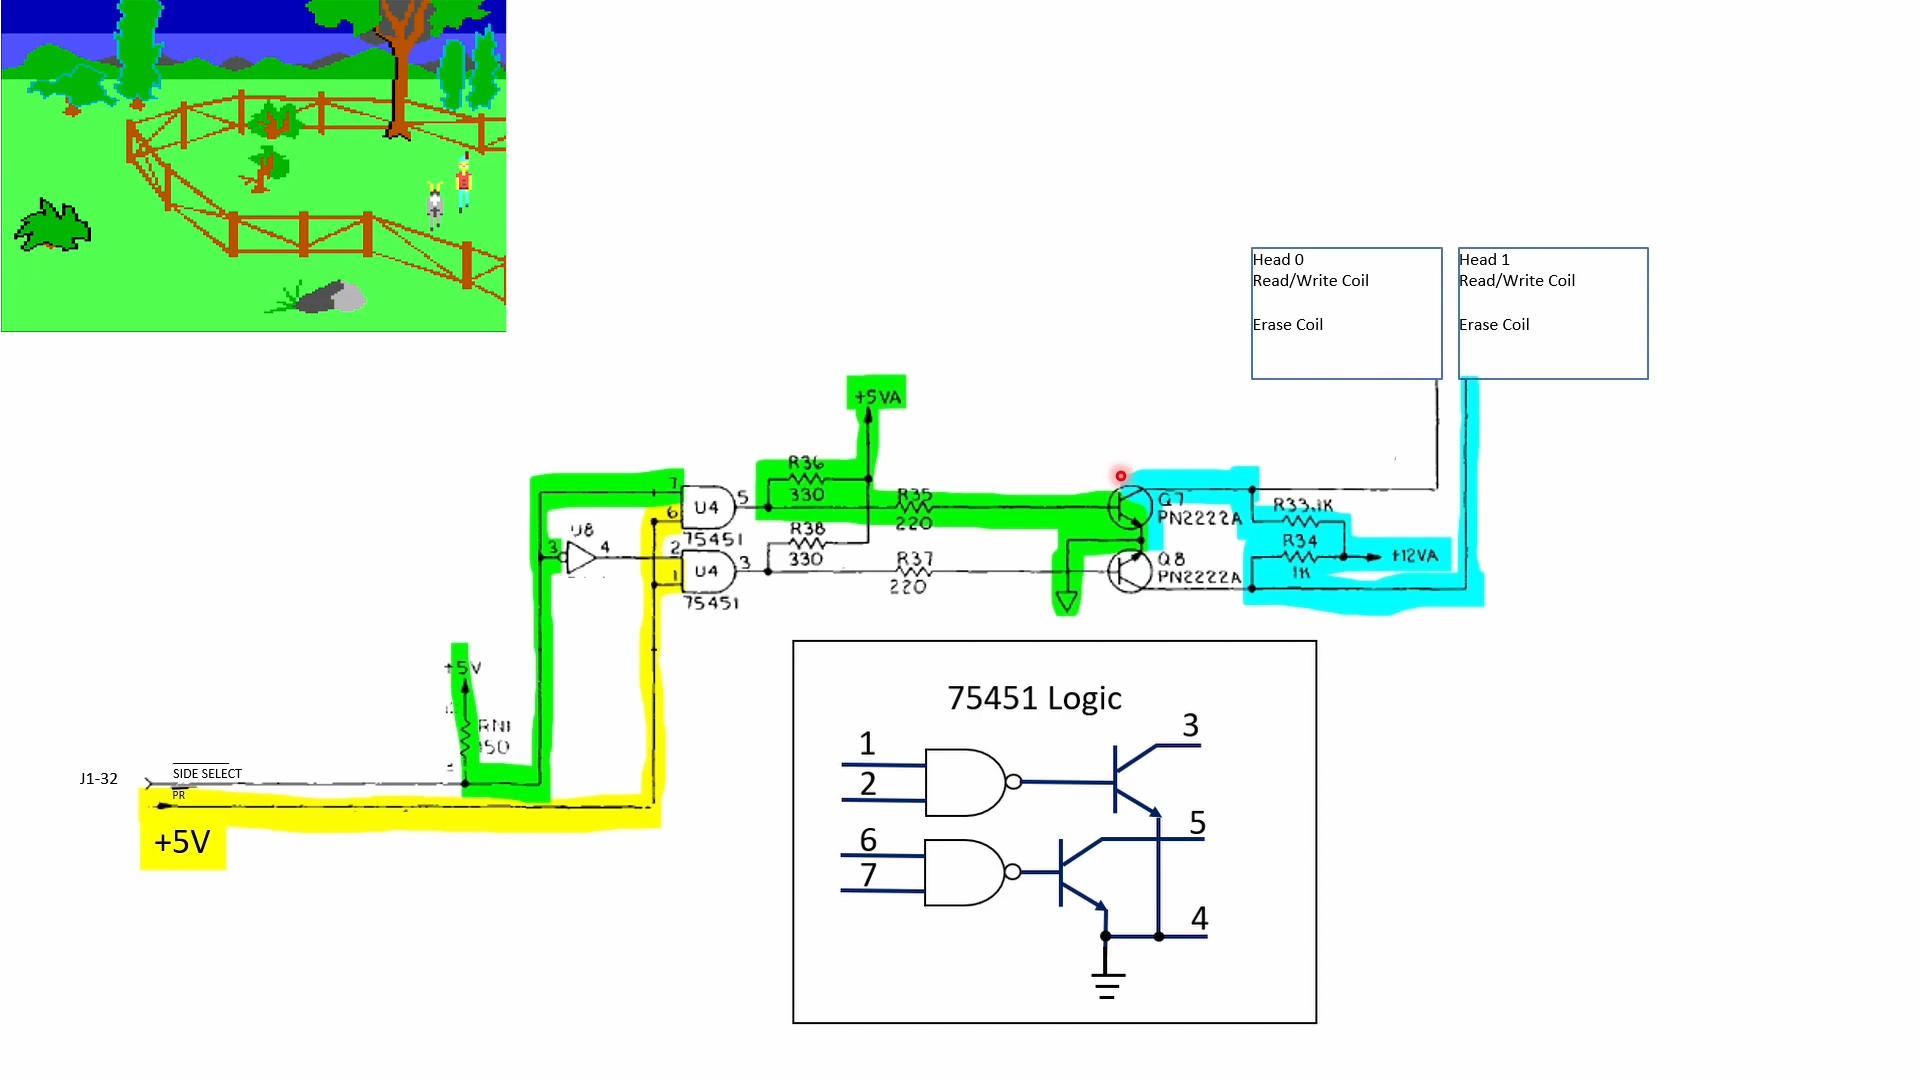 Head 0
Read/Write Coil
Erase Coil
Head 1
Read/Write Coil
Erase Coil
+5VA
R36
330
7
6
U4
5
75451
R35
220
Q7
PN2222A
R33,1K
U8
3
4
2
1
U4
3
75451
R38
330
R37
220
Q8
PN2222A
R34
1K
+12VA
+5V
RN1
150
J1-32
SIDE SELECT
PR
+5V
75451 Logic
1
2
3
6
7
5
4